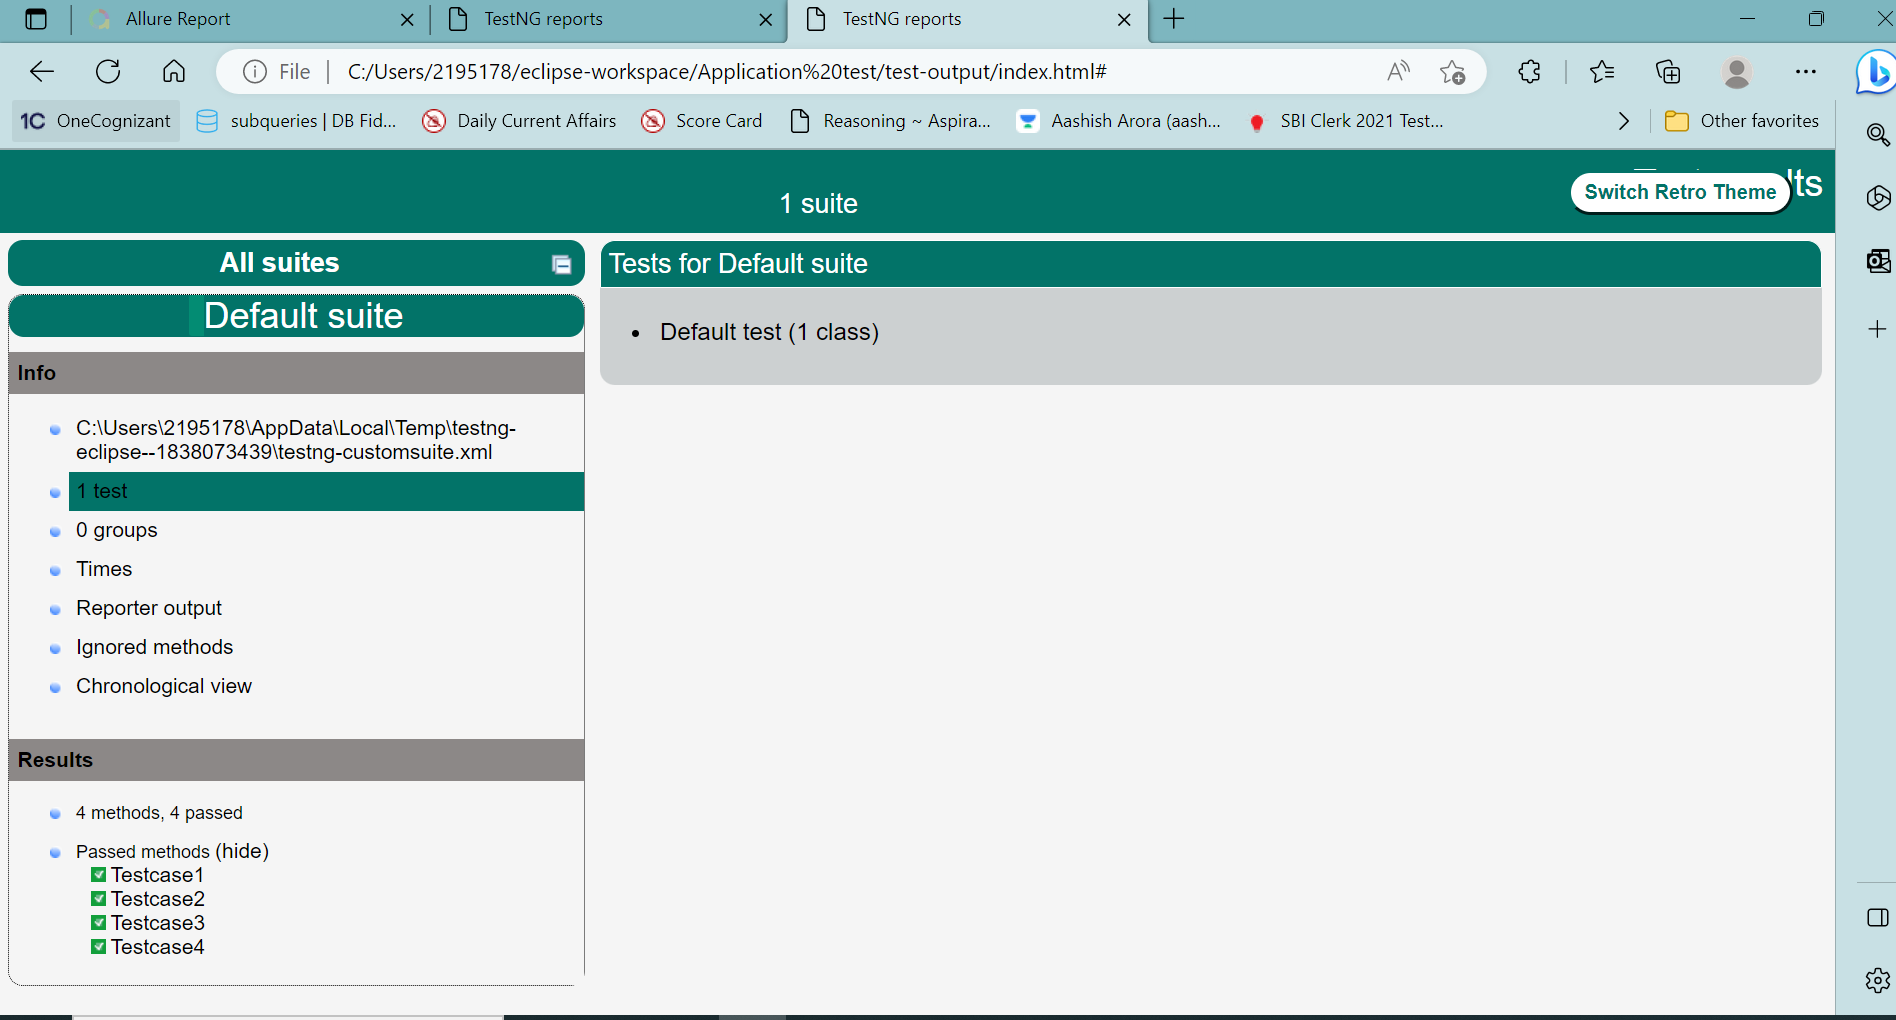 Allure Report
TestNG reports
TestNG reports
File
C:/Users/2195178/eclipse-workspace/Application%20test/test-output/index.html#
1C OneCognizant
subqueries | DB Fid...
Daily Current Affairs
Score Card
Reasoning ~ Aspira...
Aashish Arora (aash...
SBI Clerk 2021 Test...
Other favorites
1 suite
Switch Retro Theme
lts
All suites
Default suite
Info
C:\Users\2195178\AppData\Local\Temp\testng-
eclipse--1838073439\testng-customsuite.xml
1 test
0 groups
Times
Reporter output
Ignored methods
Chronological view
Results
4 methods, 4 passed
Passed methods (hide)
Testcase1
Testcase2
Testcase3
Testcase4
Tests for Default suite
Default test (1 class)